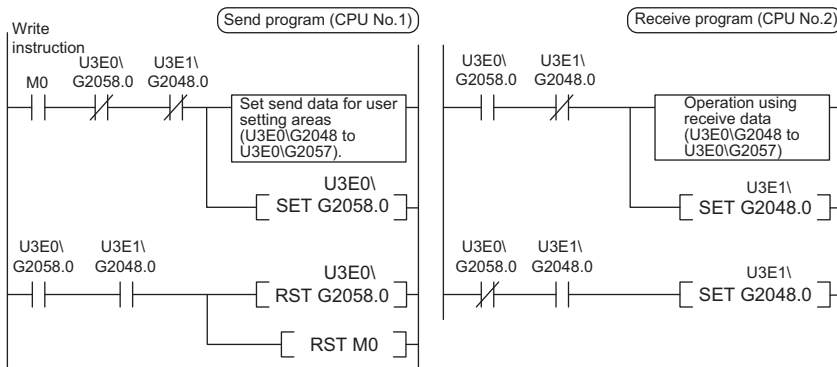 Send program (CPU No.1)
Write
instruction
M0
U3E0\
G2058.0
U3E1\
G2048.0
Set send data for user
setting areas
(U3E0\G2048 to
U3E0\G2057).
U3E0\
SET G2058.0
U3E0\
G2058.0
U3E1\
G2048.0
U3E0\
RST G2058.0
RST M0
Receive program (CPU No.2)
U3E0\
G2058.0
U3E1\
G2048.0
Operation using
receive data
(U3E0\G2048 to
U3E0\G2057)
U3E1\
SET G2048.0
U3E0\
G2058.0
U3E1\
G2048.0
U3E1\
SET G2048.0